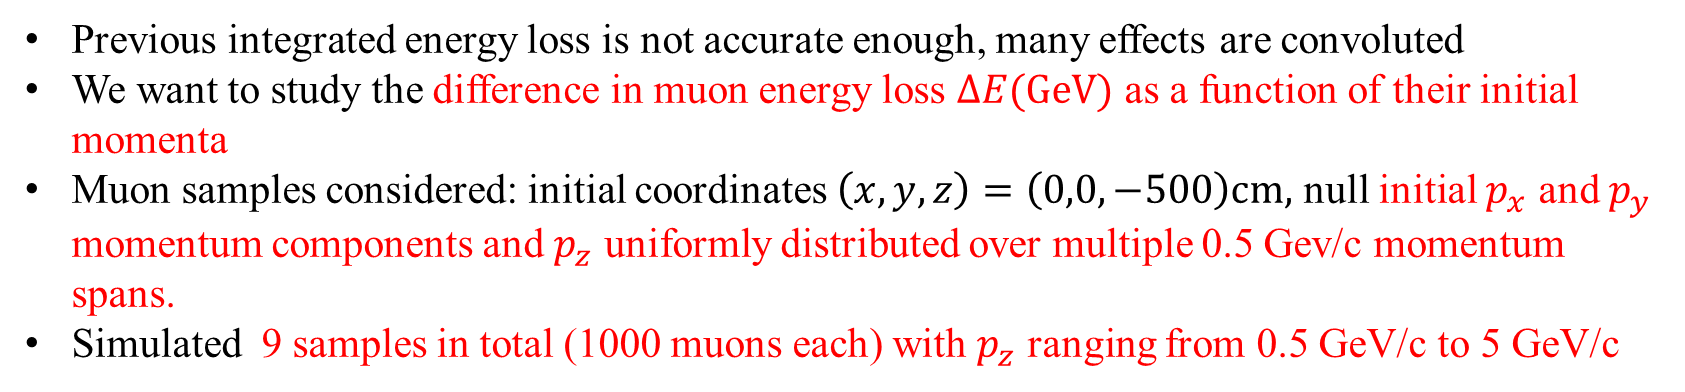 • Previous integrated energy loss is not accurate enough, many effects are convoluted
• We want to study the difference in muon energy loss ΔE(GeV) as a function of their initial
momenta
• Muon samples considered: initial coordinates (x, y, z) = (0,0, −500)cm, null initial pₓ and p_y
momentum components and p_z uniformly distributed over multiple 0.5 Gev/c momentum
spans.
• Simulated 9 samples in total (1000 muons each) with p_z ranging from 0.5 GeV/c to 5 GeV/c